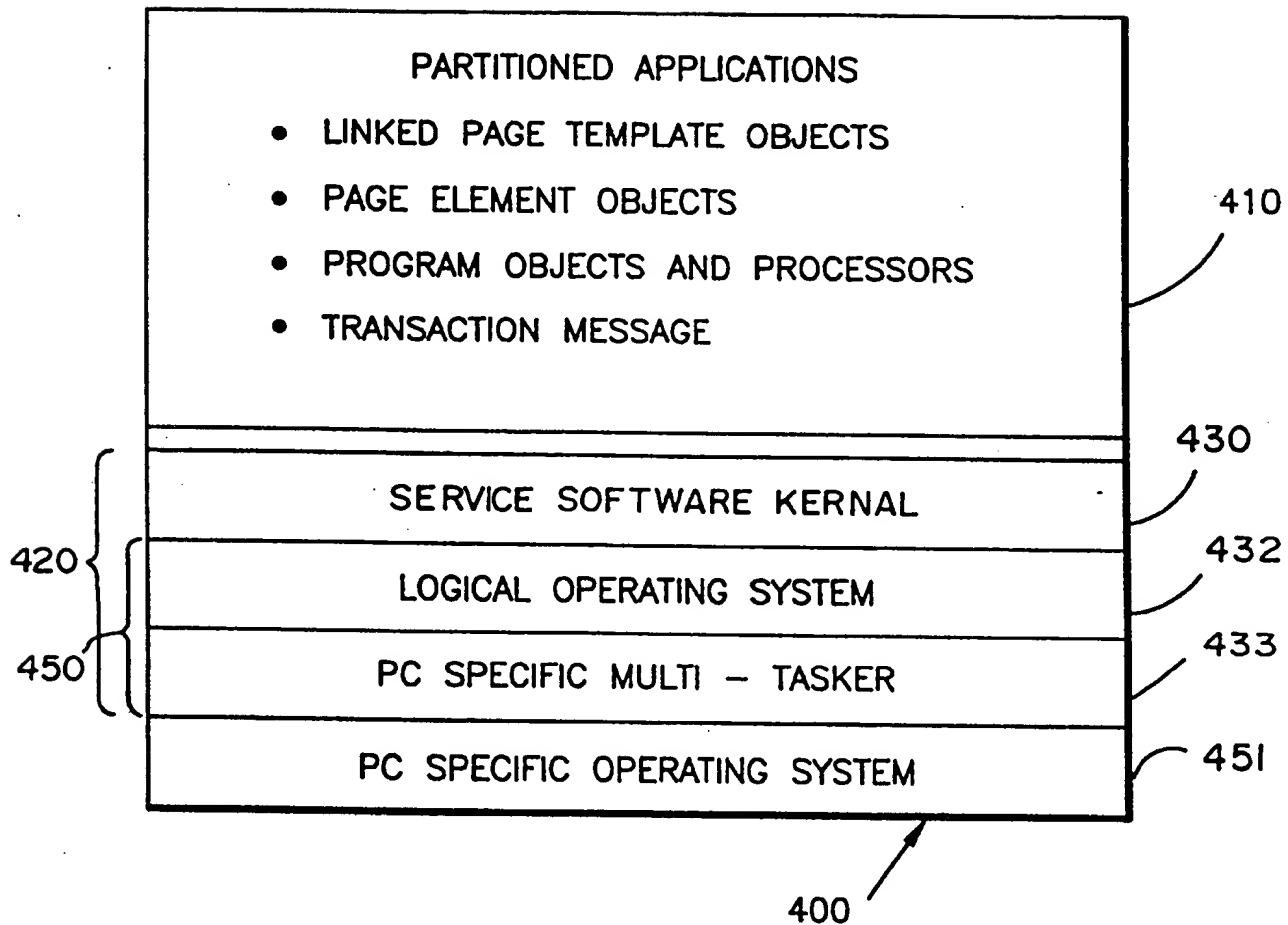 PARTITIONED APPLICATIONS
• LINKED PAGE TEMPLATE OBJECTS
• PAGE ELEMENT OBJECTS
• PROGRAM OBJECTS AND PROCESSORS
• TRANSACTION MESSAGE
410
SERVICE SOFTWARE KERNAL
430
420
LOGICAL OPERATING SYSTEM
432
450
PC SPECIFIC MULTI – TASKER
433
PC SPECIFIC OPERATING SYSTEM
451
400